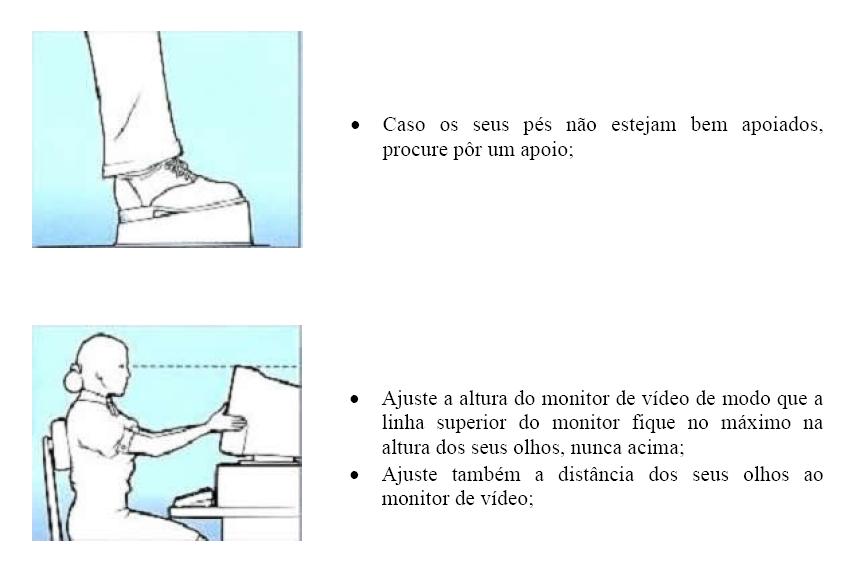 • Caso os seus pés não estejam bem apoiados,
procure pôr um apoio;
• Ajuste a altura do monitor de vídeo de modo que a
linha superior do monitor fique no máximo na
altura dos seus olhos, nunca acima;
• Ajuste também a distância dos seus olhos ao
monitor de vídeo;